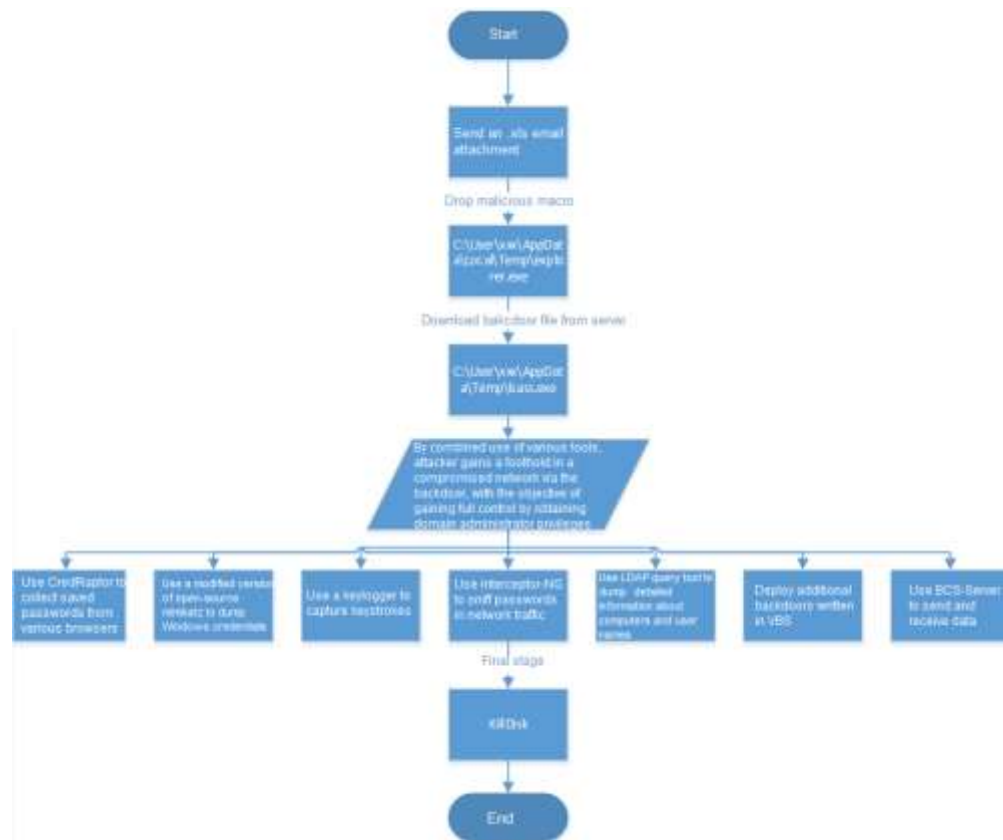 Start
Send an .xls email
attachment
Drop malicious macro
C:\User\xw\AppDat
a\Local\Temp\explo
rer.exe
Download bakcdoor file from server
C:\User\xw\AppDat
a\Temp\lsass.exe
By combined use of various tools,
attacker gains a foothold in a
compromised network via the
backdoor, with the objective of
gaining full control by obtaining
domain administrator privileges
Use CredRaptor to
collect saved
passwords from
various browsers
Use a modified version
of open-source
mimikatz to dump
Windows credentials
Use a keylogger to
capture keystrokes
Use Interceptor-NG
to sniff passwords
in network traffic
Use LDAP query tool to
dump detailed
information about
computers and user
names
Deploy additional
backdoors written
in VBS
Use BCS-Server
to send and
receive data
Final stage
KillDisk
End